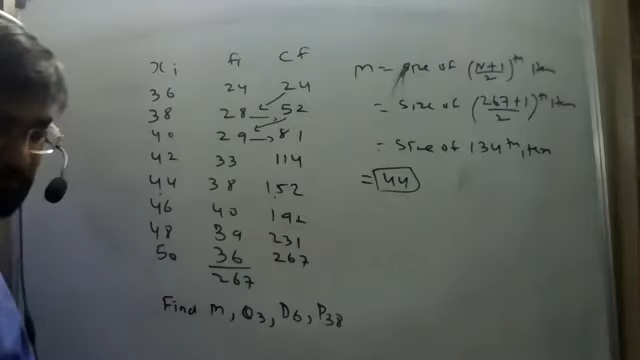 xi fi cf
36 24 24
38 28 52
40 29 81
42 33 114
44 38 152
46 40 192
48 39 231
50 36 267
267
Find M, Q3, D6, P38
M = size of (N+1/2)th item
= size of (267+1/2)th item
= size of 134th item
= 44